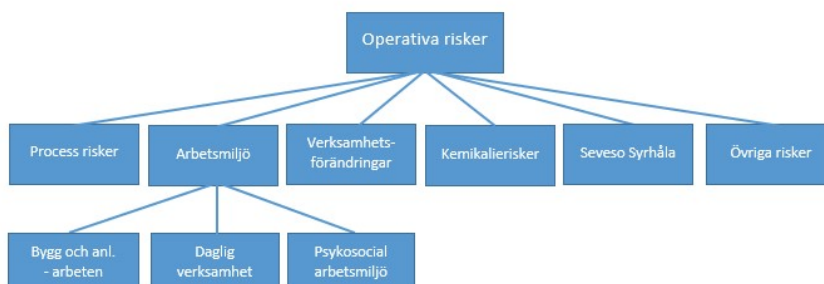 Operativa risker
Process risker
Arbetsmiljö
Verksamhets-
förändringar
Kemikalierisker
Seveso Syrhåla
Övriga risker
Bygg och anl.
- arbeten
Daglig
verksamhet
Psykosocial
arbetsmiljö